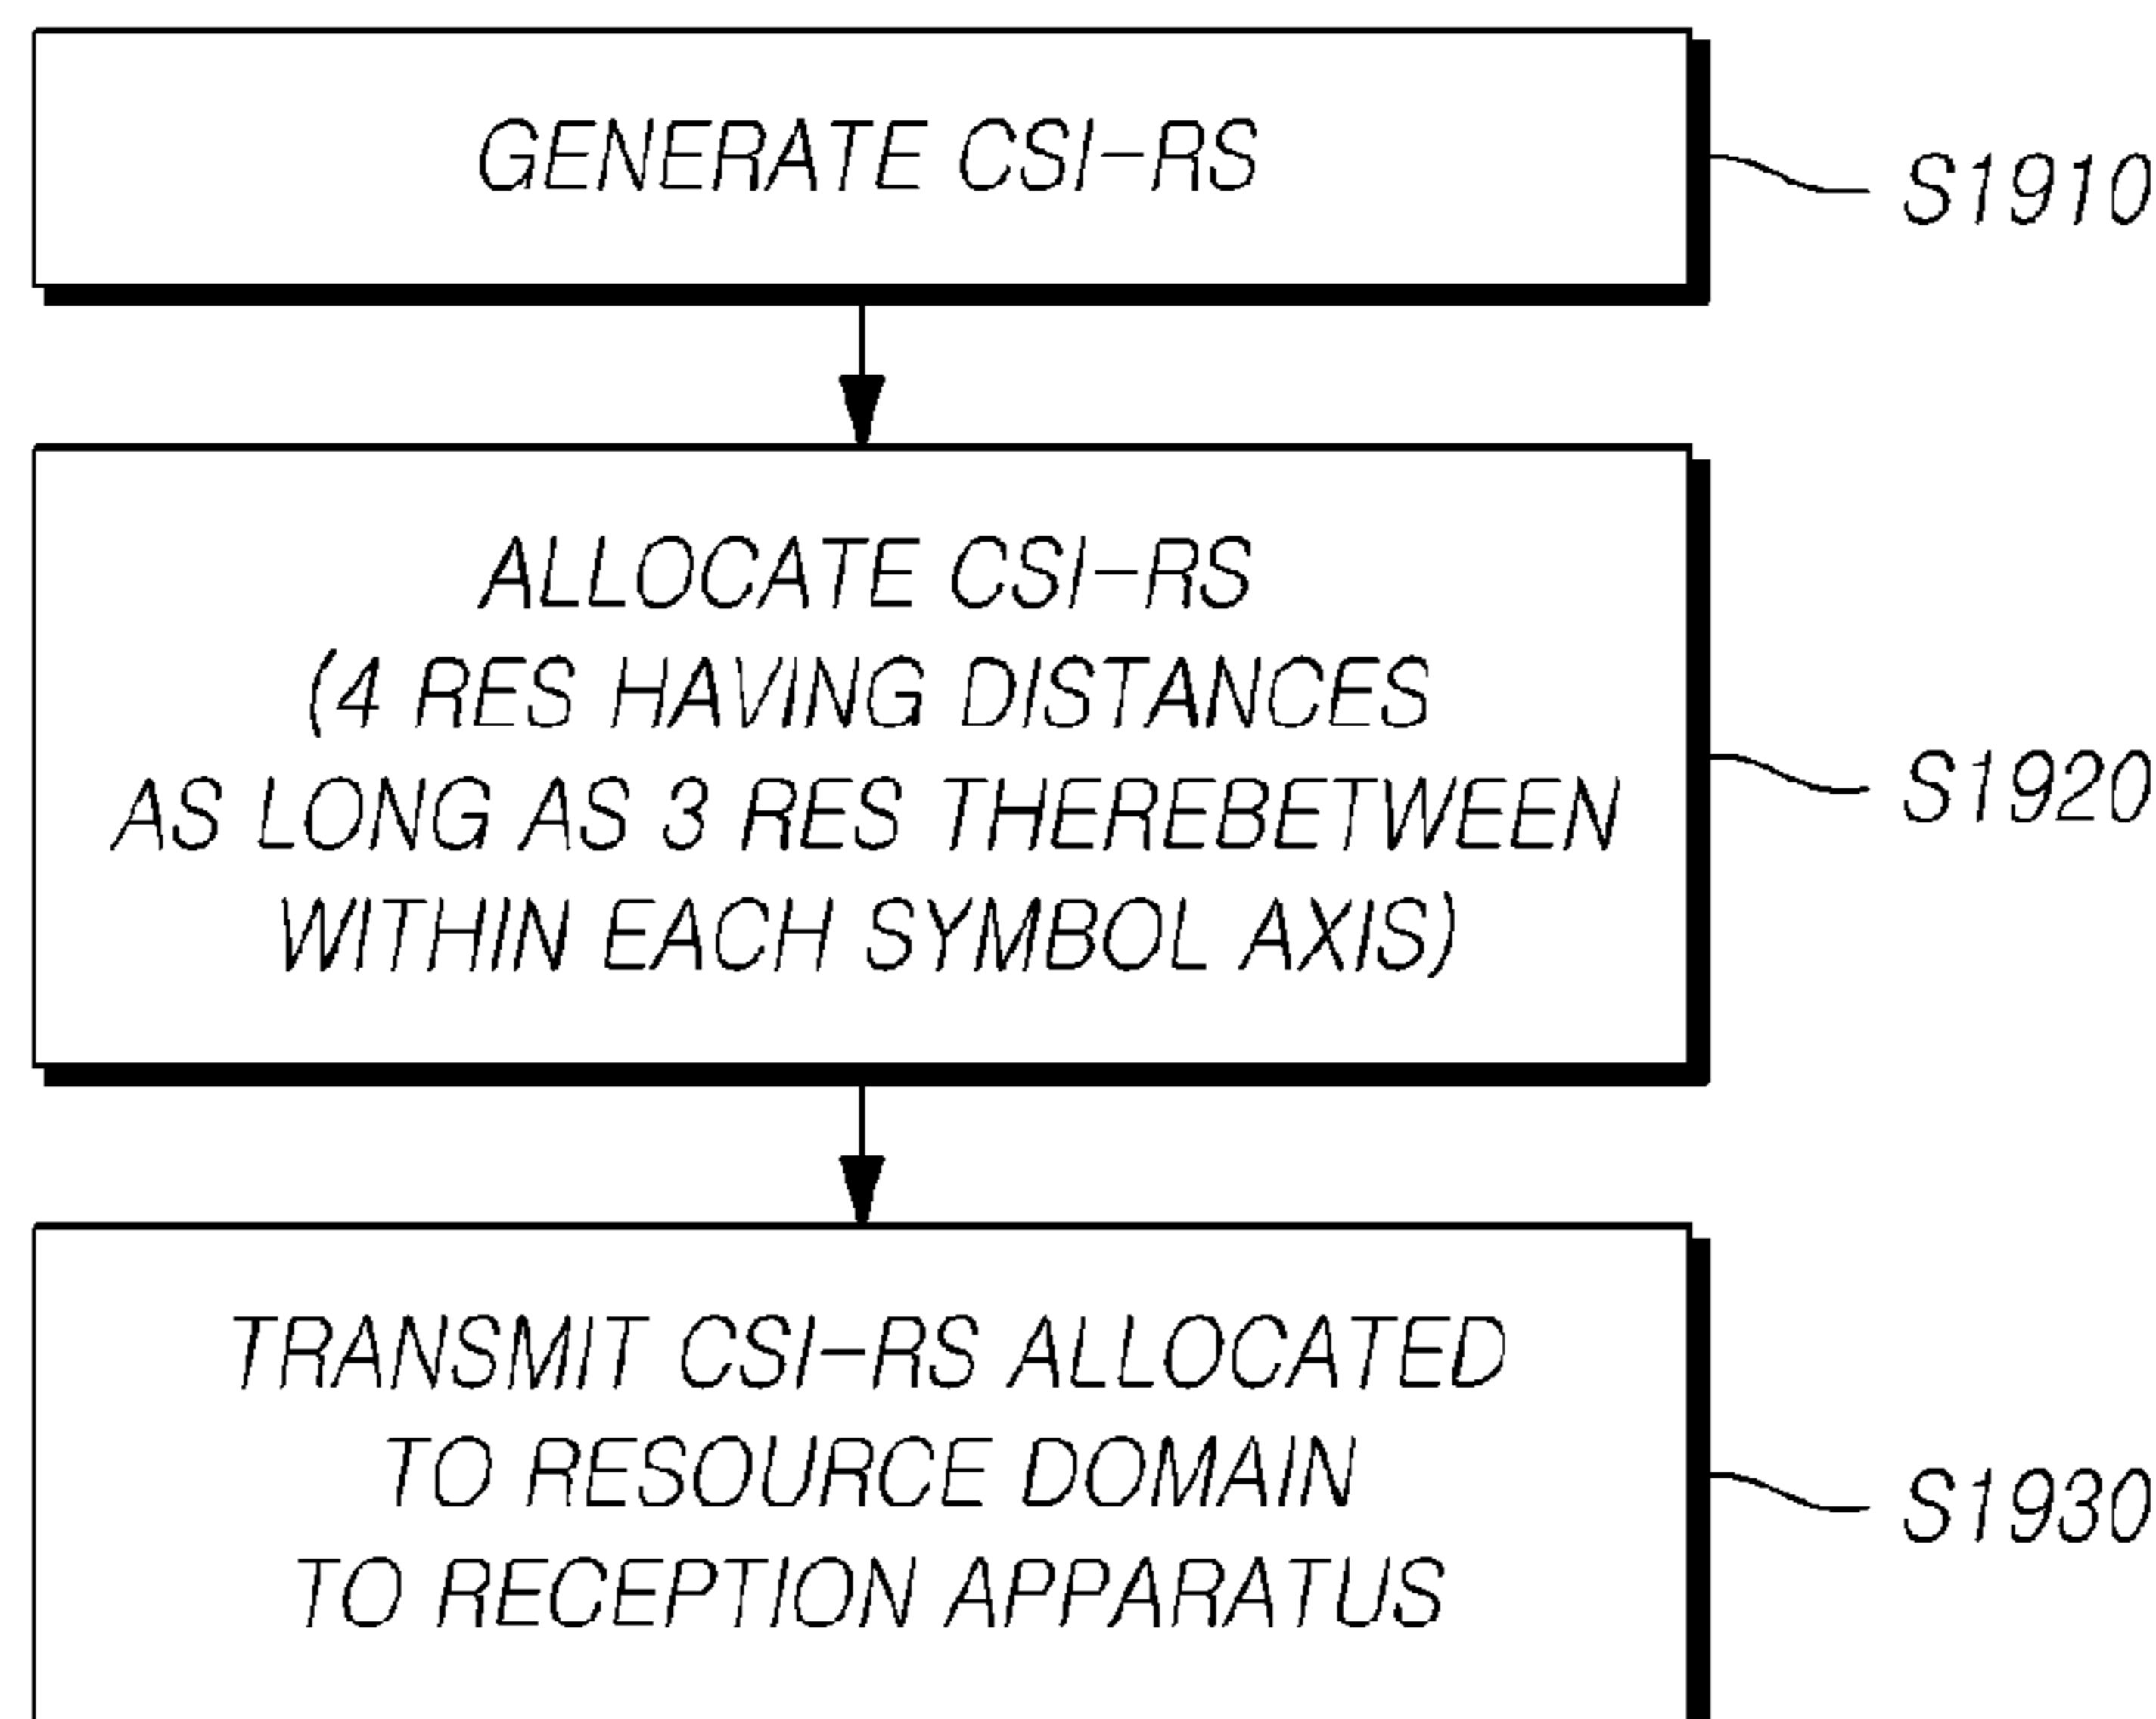 GENERATE CSI-RS
S1910
ALLOCATE CSI-RS
(4 RES HAVING DISTANCES
AS LONG AS 3 RES THEREBETWEEN
WITHIN EACH SYMBOL AXIS)
S1920
TRANSMIT CSI-RS ALLOCATED
TO RESOURCE DOMAIN
TO RECEPTION APPARATUS
S1930